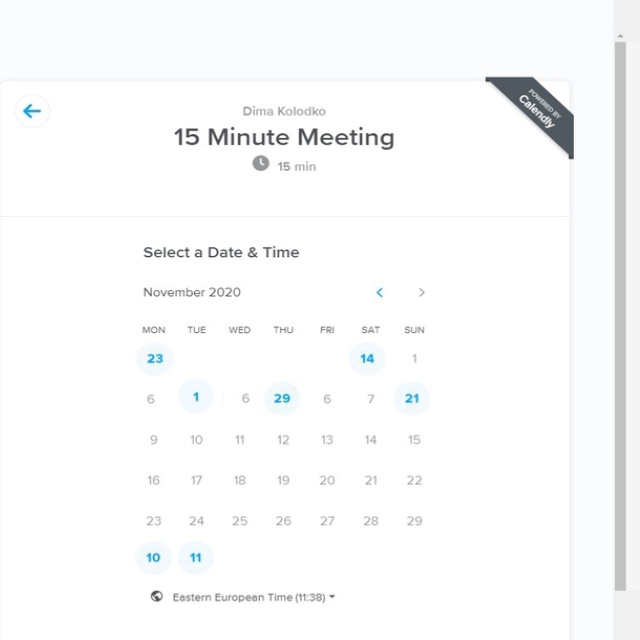 POWERED BY
Calendly
Dima Kolodko
15 Minute Meeting
15 min
Select a Date & Time
November 2020
MON TUE WED THU FRI SAT SUN
23 14 1
6 1 6 29 6 7 21
9 10 11 12 13 14 15
16 17 18 19 20 21 22
23 24 25 26 27 28 29
10 11
Eastern European Time (11:38)